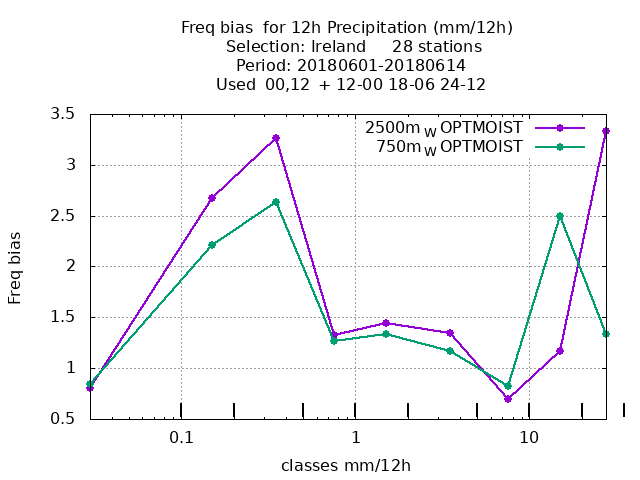 Freq bias  for 12h Precipitation (mm/12h)
Selection: Ireland     28 stations
Period: 20180601-20180614
Used  00,12  + 12-00 18-06 24-12
2500m W OPTMOIST
750m W OPTMOIST
3.5
3
2.5
2
1.5
1
0.5
Freq bias
0.1 1 10
classes mm/12h